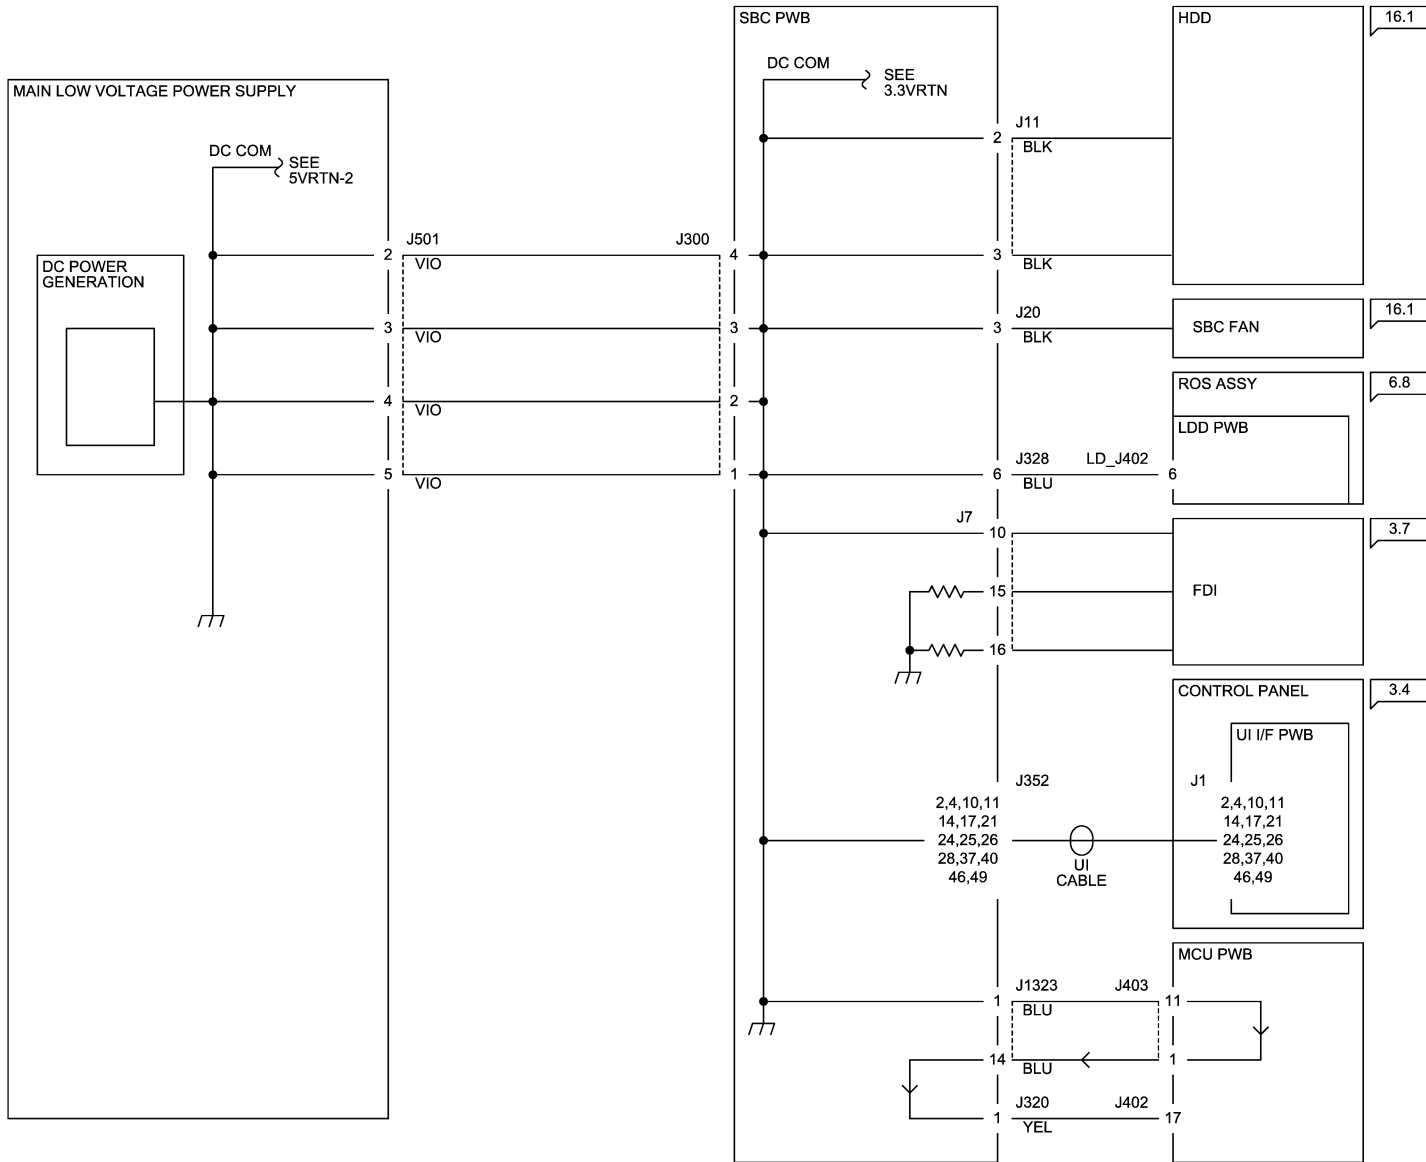 SBC PWB
HDD
16.1
DC COM
SEE
3.3VRTN
MAIN LOW VOLTAGE POWER SUPPLY
J11
2
BLK
DC COM
SEE
5VRTN-2
J501
J300
2
VIO
4
3
BLK
DC POWER
GENERATION
3
VIO
3
J20
3
BLK
SBC FAN
16.1
4
VIO
2
ROS ASSY
6.8
LDD PWB
5
VIO
1
J328
LD_J402
6
BLU
6
J7
10
15
16
FDI
3.7
CONTROL PANEL
3.4
UI I/F PWB
J352
J1
2,4,10,11
14,17,21
24,25,26
28,37,40
46,49
UI
CABLE
2,4,10,11
14,17,21
24,25,26
28,37,40
46,49
MCU PWB
J1323
J403
1
BLU
11
14
BLU
1
J320
J402
1
YEL
17